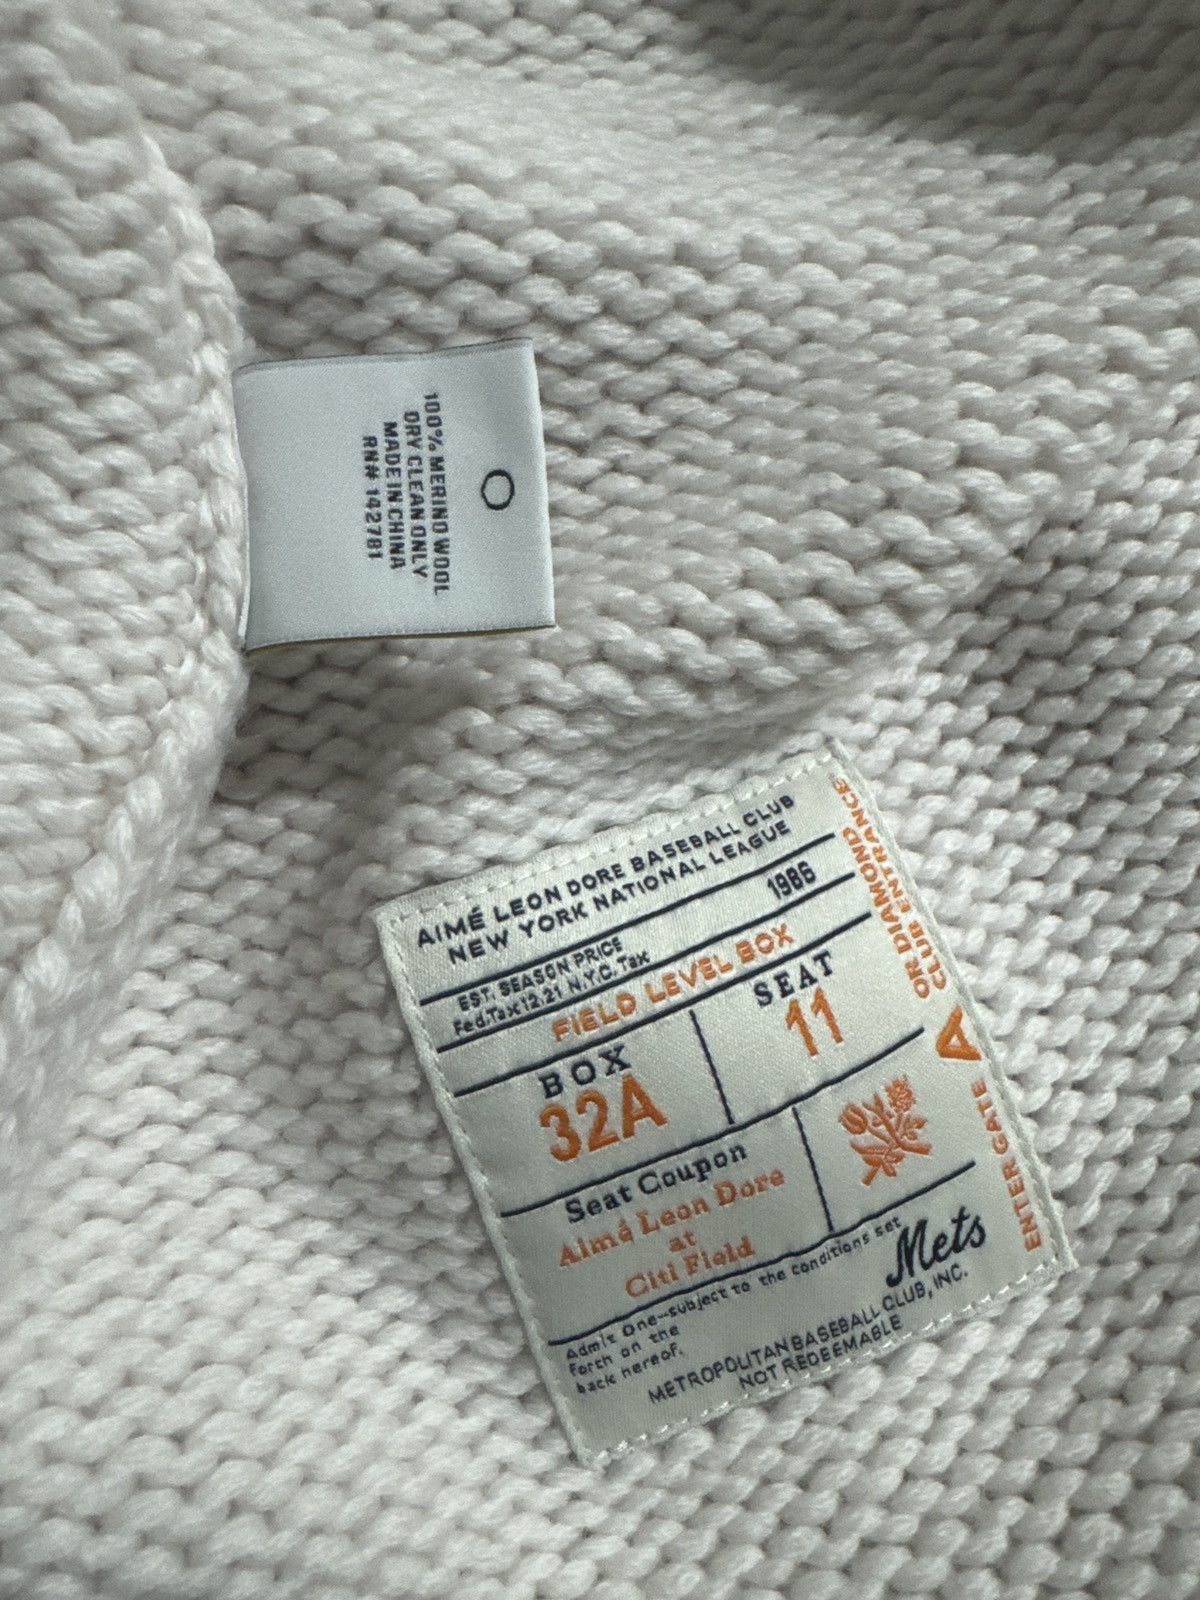 100% MERINO WOOL
DRY CLEAN ONLY
MADE IN CHINA
RN# 142781
AIMÉ LEON DORE BASEBALL CLUB
NEW YORK NATIONAL LEAGUE
EST. SEASON PRICE
1986
Fed.Tax 12.21 N.Y.C. Tax
FIELD LEVEL BOX
BOX
32A
SEAT
11
Seat Coupon
Aimé Leon Dore
at
Citi Field
Admit One—subject to the conditions set
forth on the
back hereof.
Mets
METROPOLITAN BASEBALL CLUB, INC.
NOT REDEEMABLE
ENTER GATE A OR DIAMOND
CLUB ENTRANCE